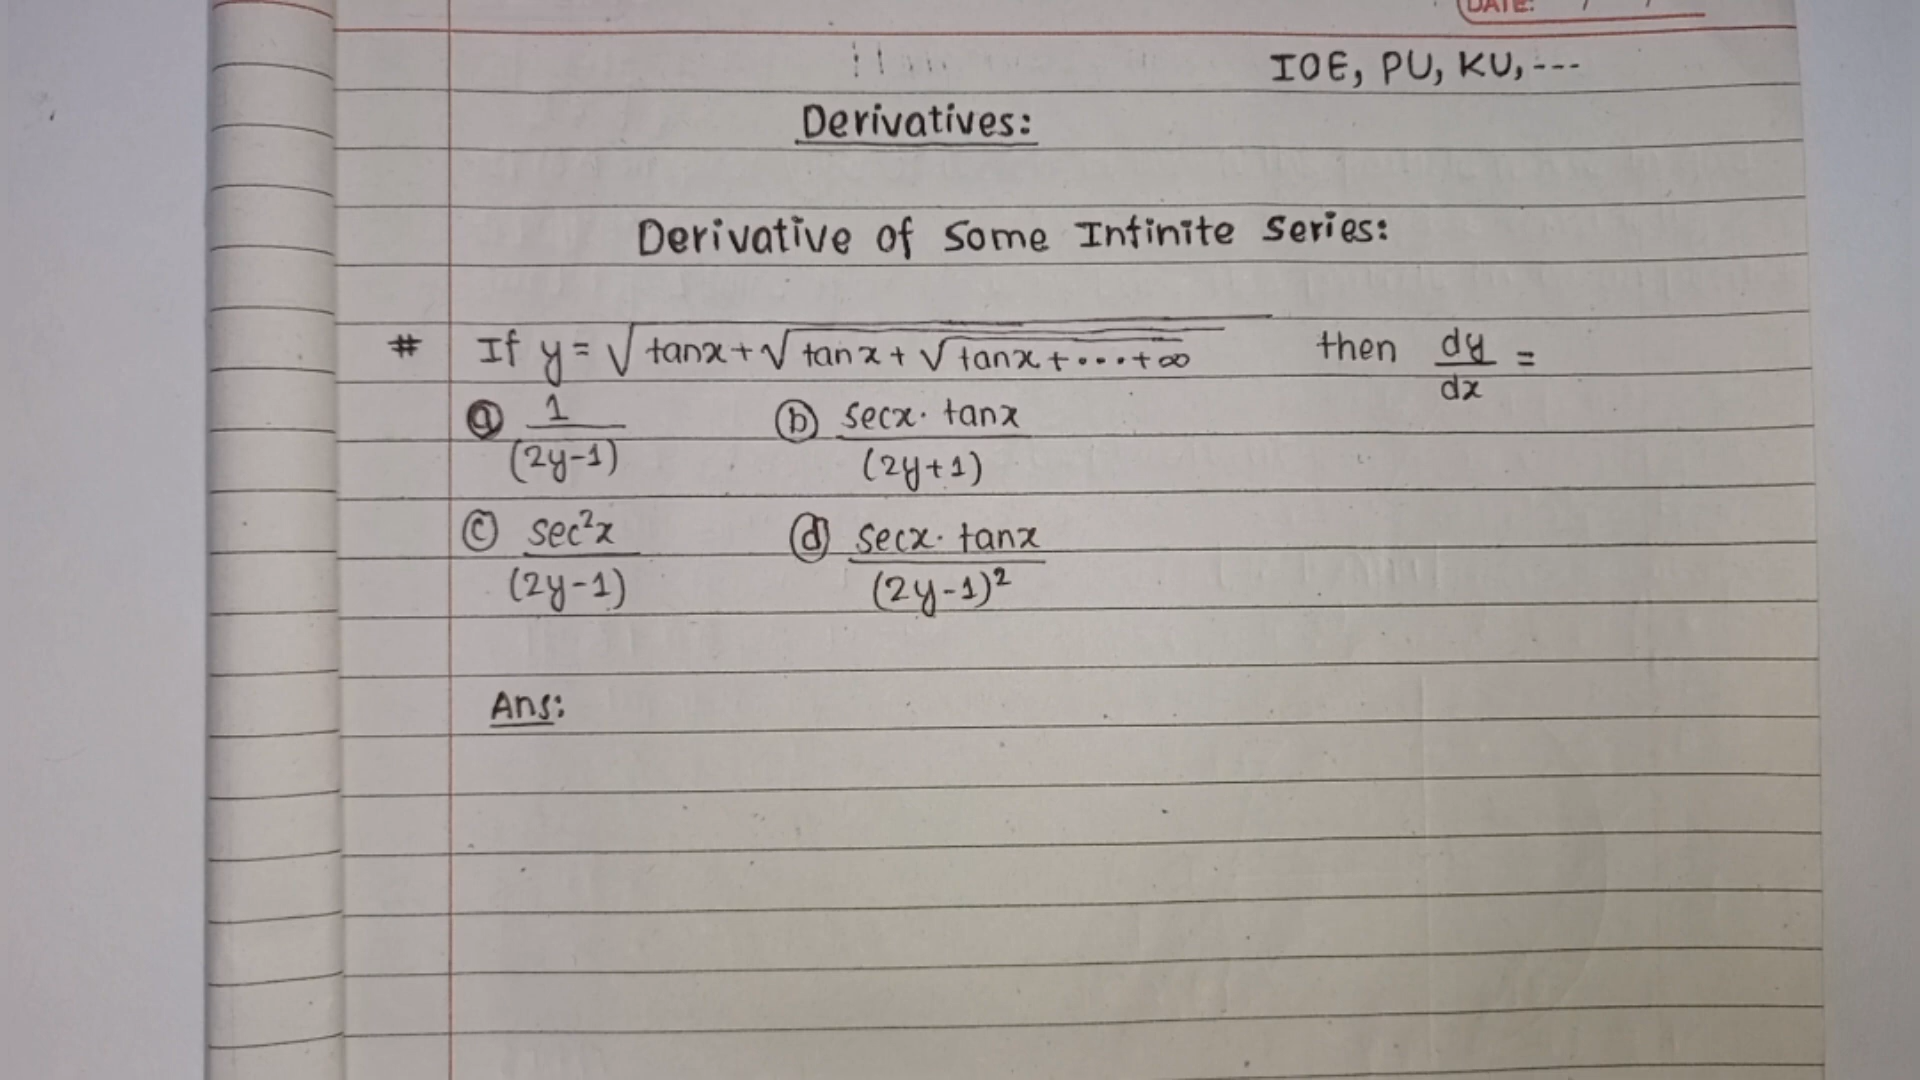 DATE: / /
IOE, PU, KU, ---
Derivatives:
Derivative of Some Infinite Series:
# If y = √(tanx + √(tanx + √(tanx + ... + ∞))) then dy/dx =
(a) 1/(2y-1) (b) secx. tanx/(2y+1)
(c) sec²x/(2y-1) (d) secx. tanx/(2y-1)²
Ans: